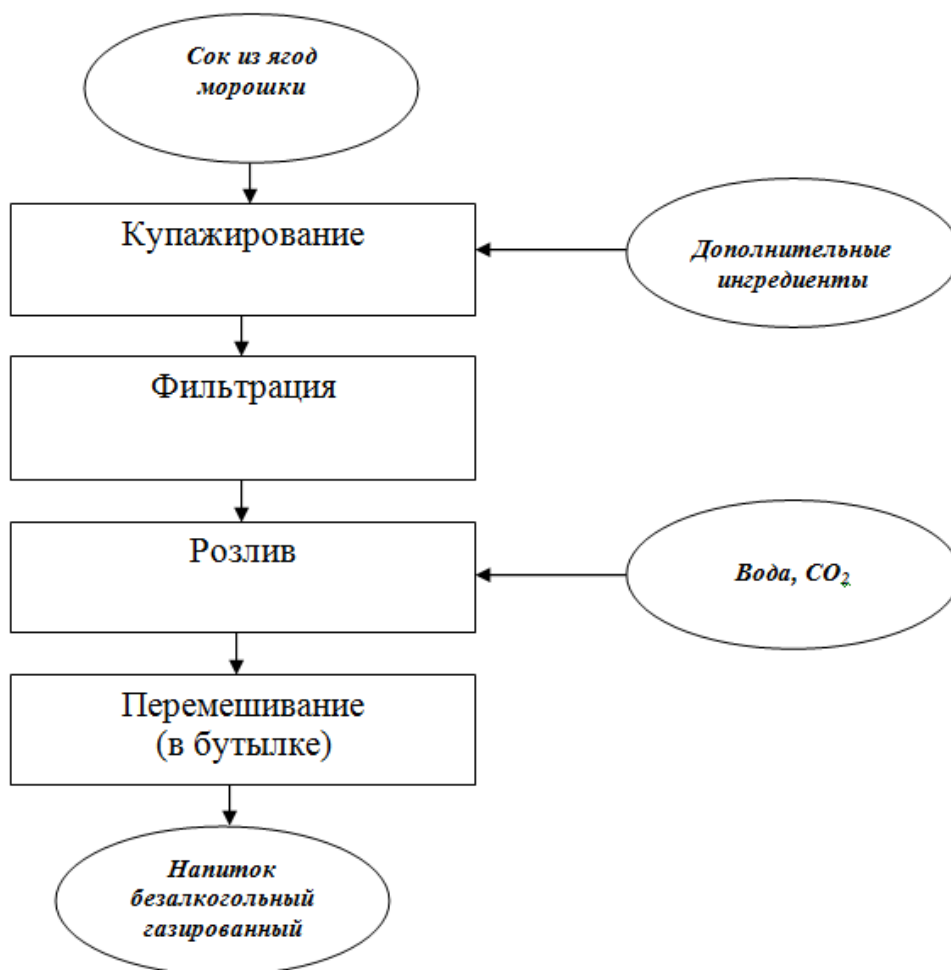 Сок из ягод
морошки
Купажирование
Дополнительные
ингредиенты
Фильтрация
Розлив
Вода, CO₂
Перемешивание
(в бутылке)
Напиток
безалкогольный
газированный